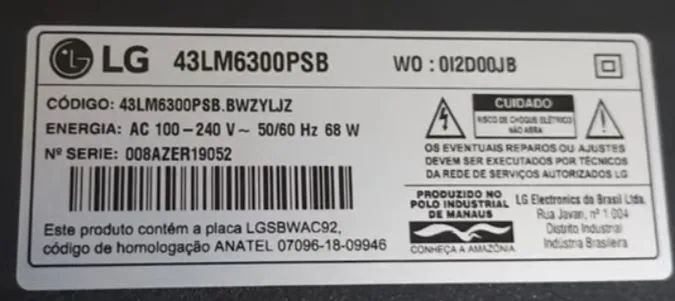 LG 43LM6300PSB WO : 0I2D00JB
CÓDIGO: 43LM6300PSB.BWZYLJZ
ENERGIA: AC 100-240 V~ 50/60 Hz 68 W
Nº SERIE: 008AZER19052
Este produto contém a placa LGSBWAC92,
código de homologação ANATEL 07096-18-09946
CUIDADO
RISCO DE CHOQUE ELÉTRICO
NÃO ABRA
OS EVENTUAIS REPAROS OU AJUSTES
DEVEM SER EXECUTADOS POR TÉCNICOS
DA REDE DE SERVIÇOS AUTORIZADOS LG
PRODUZIDO NO
POLO INDUSTRIAL
DE MANAUS
CONHEÇA A AMAZÔNIA
LG Electronics da Brasil Ltda.
Rua Javari, nº 1.004
Distrito Industrial
Indústria Brasileira